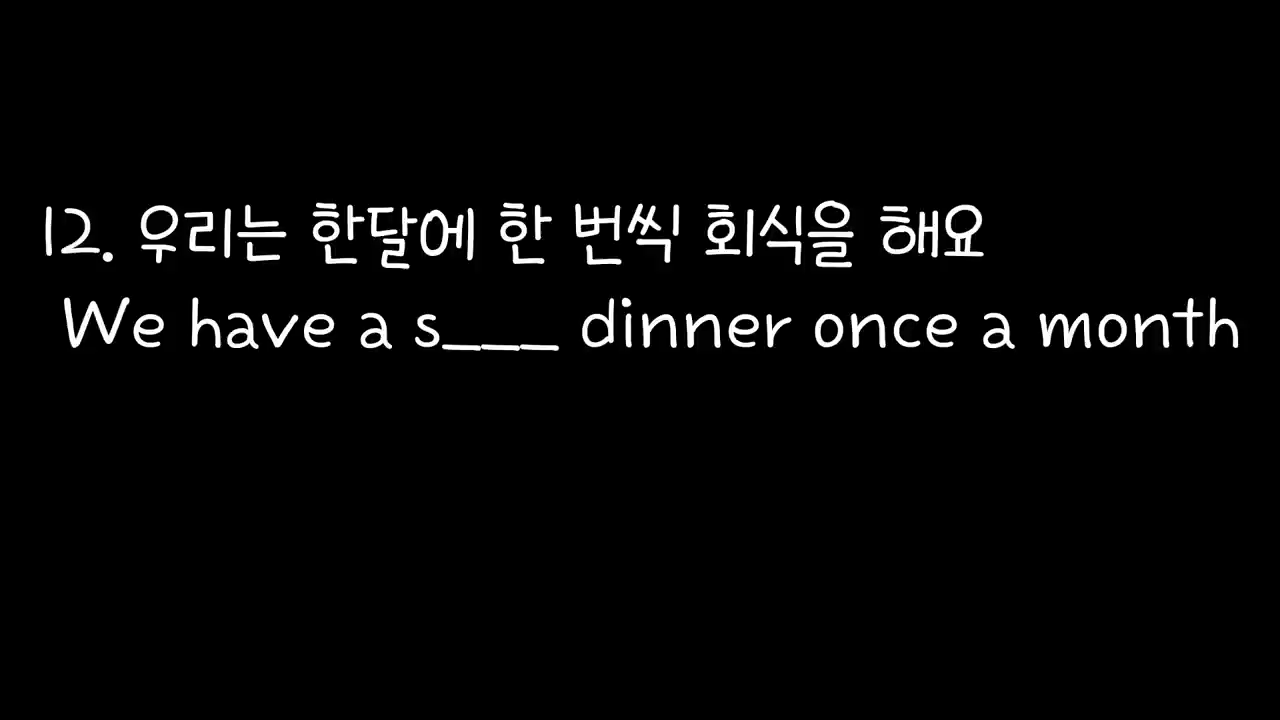 12. 우리는 한달에 한 번씩 회식을 해요
We have a s___ dinner once a month